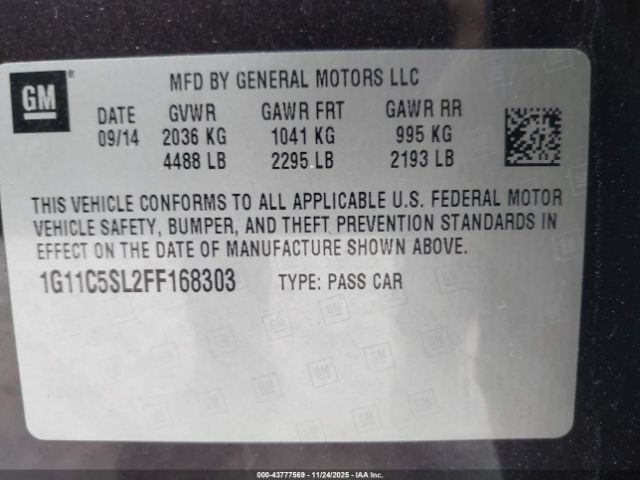 GM ®
MFD BY GENERAL MOTORS LLC
DATE GVWR GAWR FRT GAWR RR
09/14 2036 KG 1041 KG 995 KG
4488 LB 2295 LB 2193 LB
THIS VEHICLE CONFORMS TO ALL APPLICABLE U.S. FEDERAL MOTOR
VEHICLE SAFETY, BUMPER, AND THEFT PREVENTION STANDARDS IN
EFFECT ON THE DATE OF MANUFACTURE SHOWN ABOVE.
1G11C5SL2FF168303 TYPE: PASS CAR
000-43777569 - 11/24/2025 - IAA Inc.